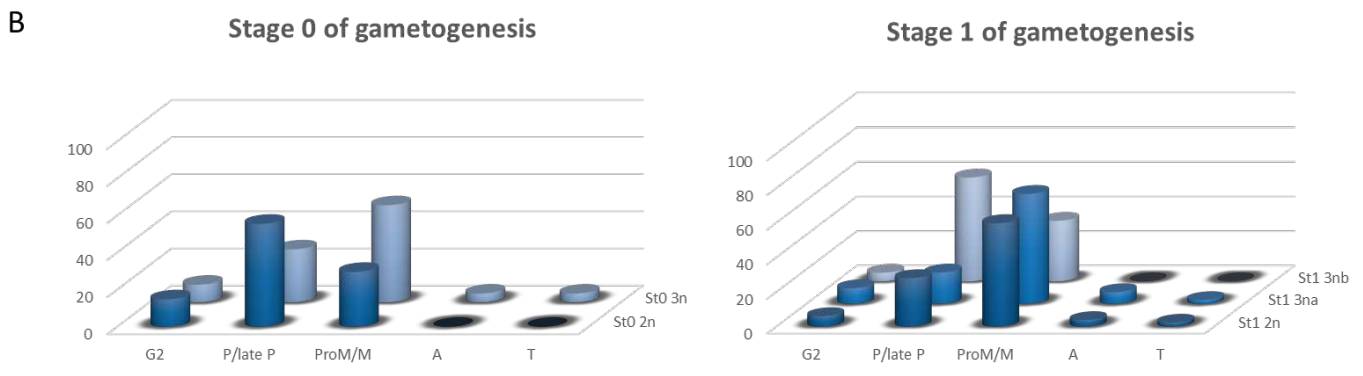 B
Stage 0 of gametogenesis
100
80
60
40
20
0
G2 P/late P ProM/M A T
St0 3n
St0 2n
Stage 1 of gametogenesis
100
80
60
40
20
0
G2 P/late P ProM/M A T
St1 3nb
St1 3na
St1 2n